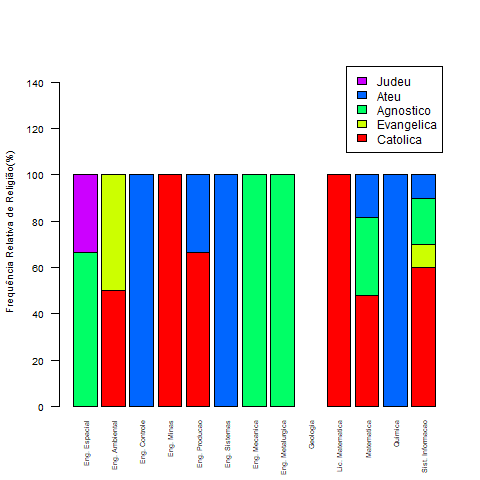 Judeu
Ateu
Agnostico
Evangelica
Catolica
140
120
100
80
60
40
20
0
Frequência Relativa de Religião(%)
Eng. Especial
Eng. Ambiental
Eng. Controle
Eng. Minas
Eng. Producao
Eng. Sistemas
Eng. Mecanica
Eng. Metalurgica
Geologia
Lic. Matematica
Matematica
Quimica
Sist. Informacao